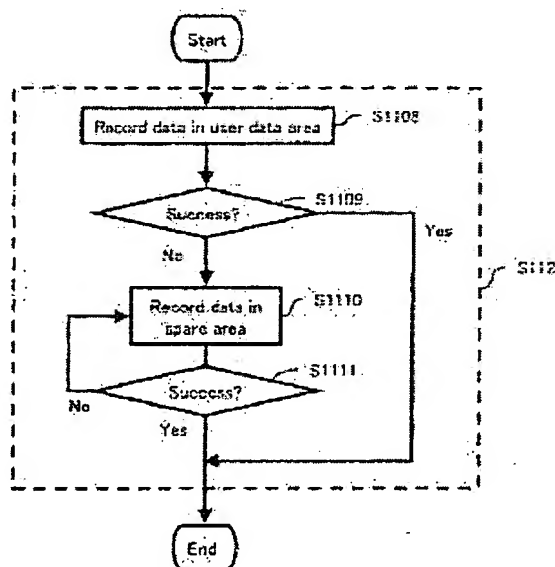 Start
Record data in user data area
S1108
Success?
S1109
Yes
No
S112
Record data in
spare area
S1110
Success?
S1111
No
Yes
End